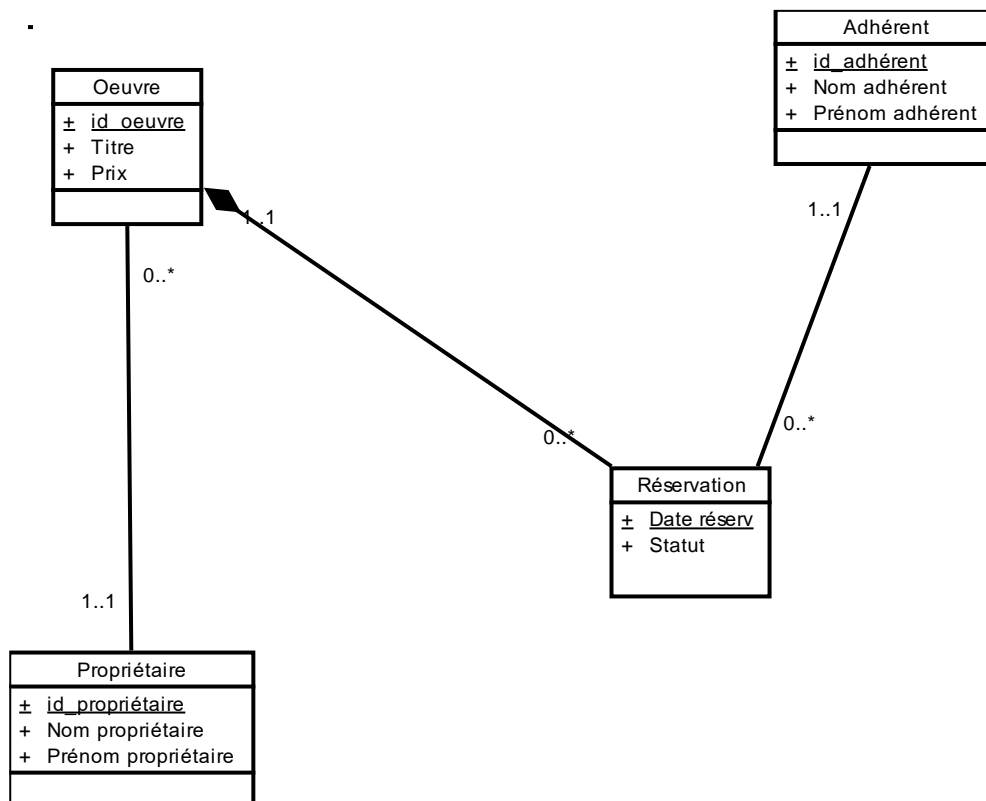 Adhérent
+ id_adhérent
+ Nom adhérent
+ Prénom adhérent
Oeuvre
+ id_oeuvre
+ Titre
+ Prix
1..1
1..1
0..*
0..*
0..*
Réservation
+ Date réserv
+ Statut
1..1
Propriétaire
+ id_propriétaire
+ Nom propriétaire
+ Prénom propriétaire